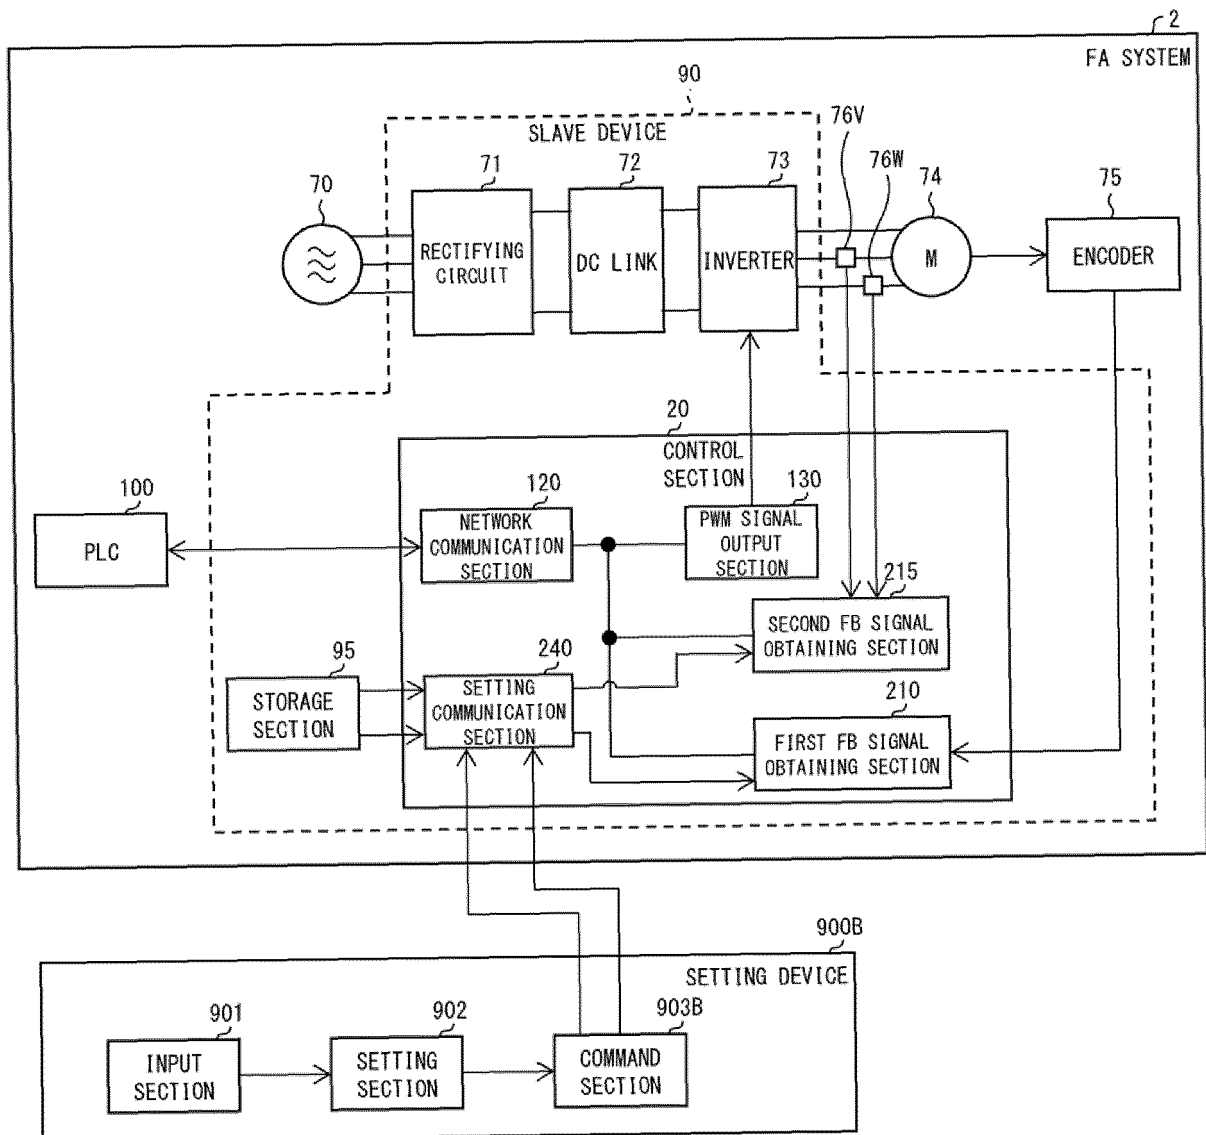 2
FA SYSTEM
90
SLAVE DEVICE
76V
76W
70
71
72
73
74
75
RECTIFYING
CIRCUIT
DC LINK
INVERTER
M
ENCODER
20
CONTROL
SECTION
100
PLC
120
NETWORK
COMMUNICATION
SECTION
130
PWM SIGNAL
OUTPUT
SECTION
215
SECOND FB SIGNAL
OBTAINING SECTION
95
STORAGE
SECTION
240
SETTING
COMMUNICATION
SECTION
210
FIRST FB SIGNAL
OBTAINING SECTION
900B
SETTING DEVICE
901
INPUT
SECTION
902
SETTING
SECTION
903B
COMMAND
SECTION